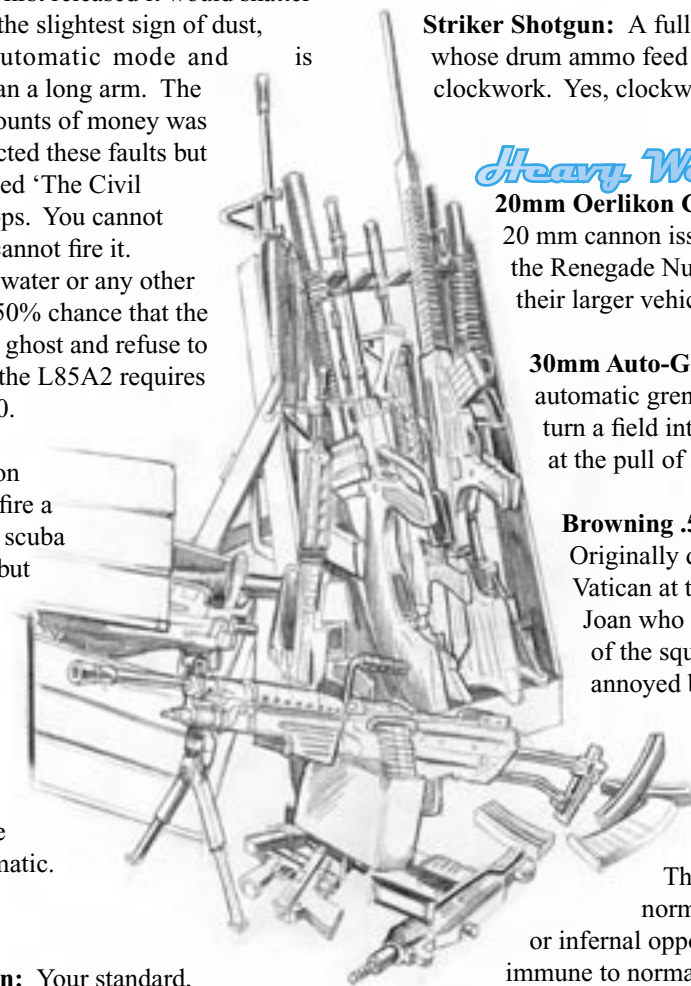 the slightest sign of dust,
utomatic mode and is
an a long arm. The
ounts of money was
cted these faults but
ed ‘The Civil
ps. You cannot
cannot fire it.
water or any other
50% chance that the
ghost and refuse to
the L85A2 requires
0.
on
fire a
scuba
but
e
matic.
n: Your standard,
Striker Shotgun: A full
whose drum ammo feed
clockwork. Yes, clockw
Heavy W
20mm Oerlikon C
20 mm cannon iss
the Renegade Nu
their larger vehic
30mm Auto-G
automatic gren
turn a field int
at the pull of
Browning .5
Originally d
Vatican at t
Joan who
of the squ
annoyed b
Th
norm
or infernal oppo
immune to norma